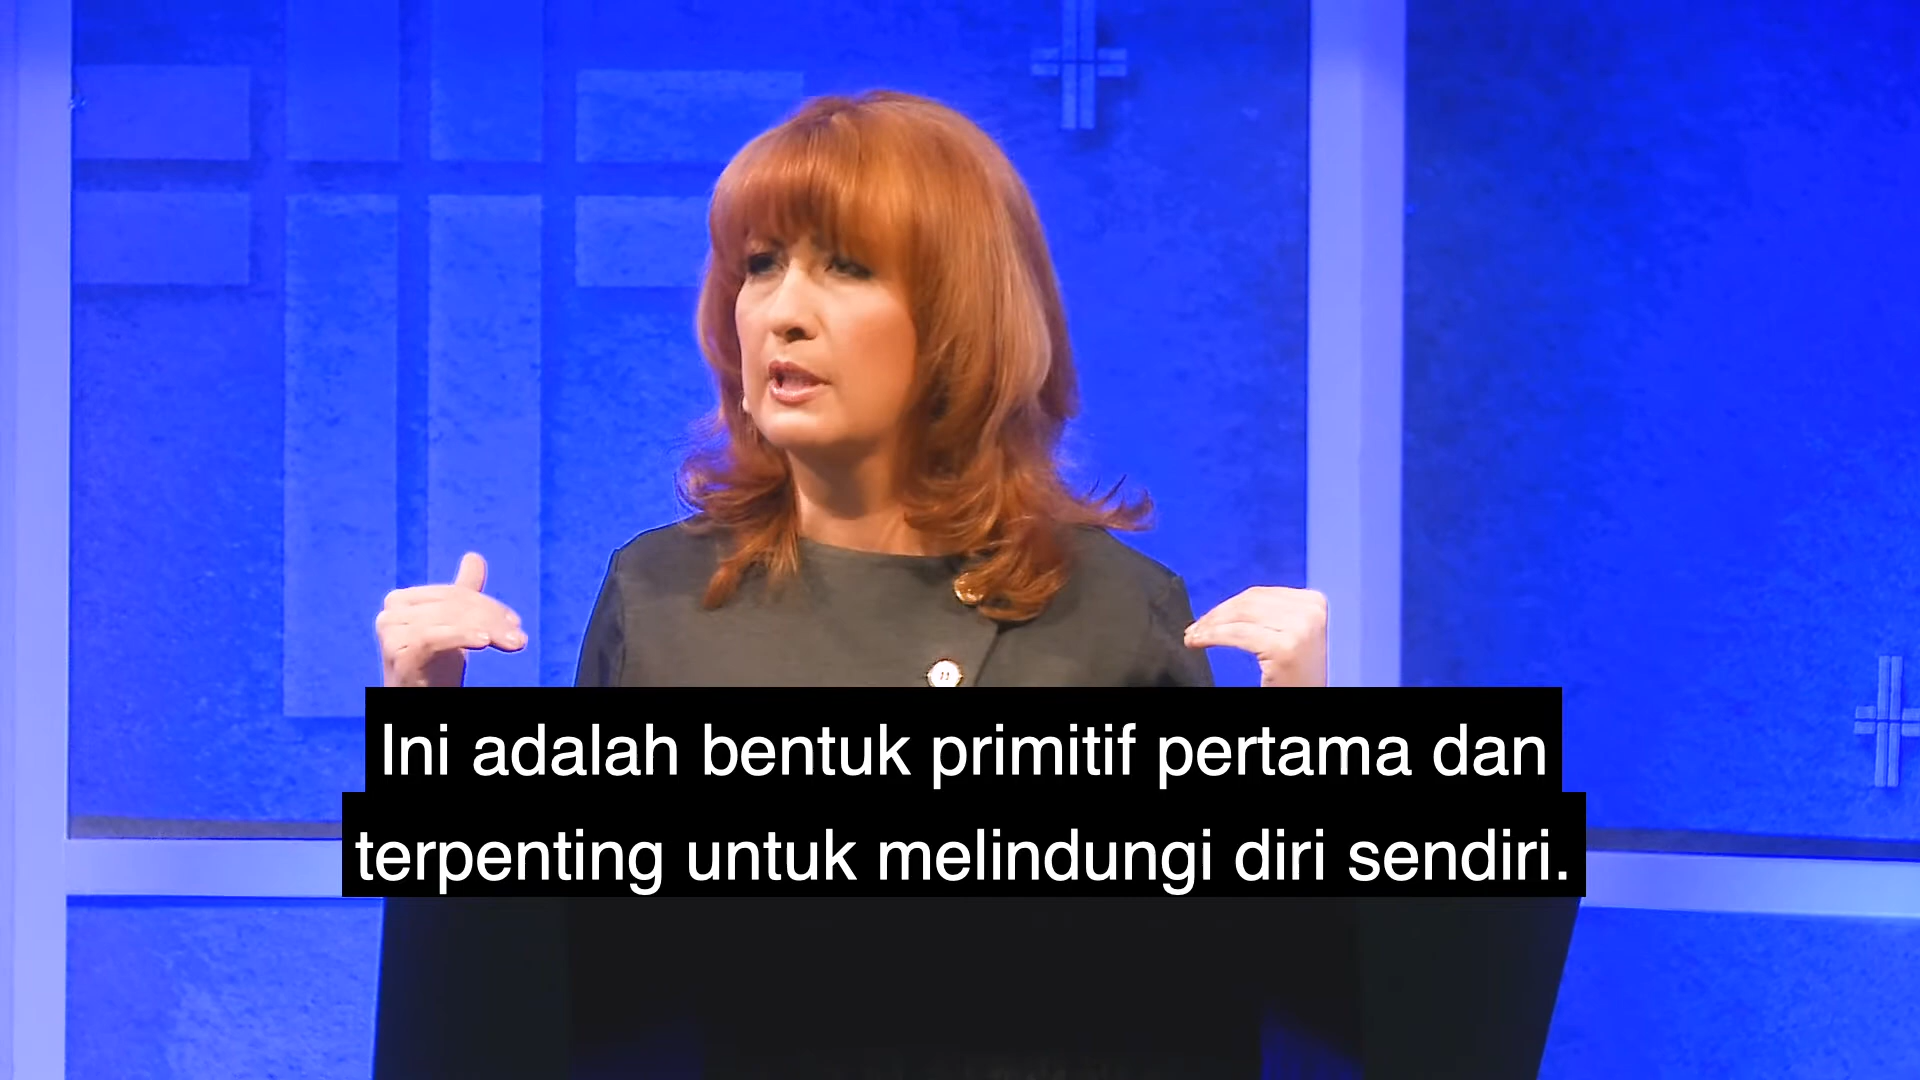 Ini adalah bentuk primitif pertama dan
terpenting untuk melindungi diri sendiri.